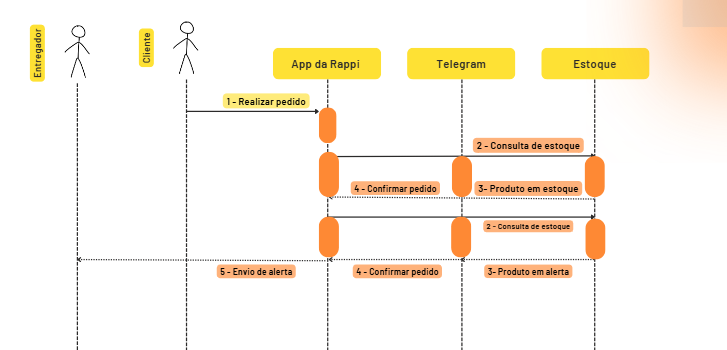 Entregador
Cliente
App da Rappi
Telegram
Estoque
1 - Realizar pedido
2 - Consulta de estoque
4 - Confirmar pedido
3- Produto em estoque
2 - Consulta de estoque
5 - Envio de alerta
4 - Confirmar pedido
3- Produto em alerta